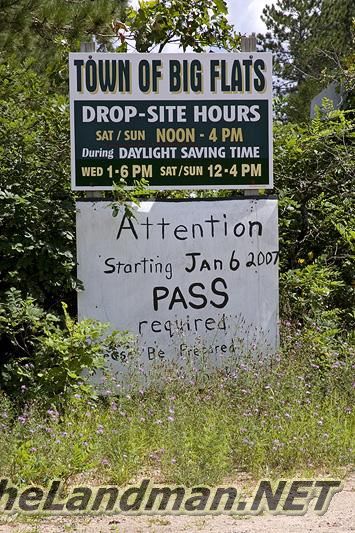 TOWN OF BIG FLATS
DROP-SITE HOURS
SAT / SUN NOON - 4 PM
During DAYLIGHT SAVING TIME
WED 1-6 PM SAT/SUN 12-4 PM
Attention
Starting Jan 6 2007
PASS
required
Be Prepared
heLandman.NET